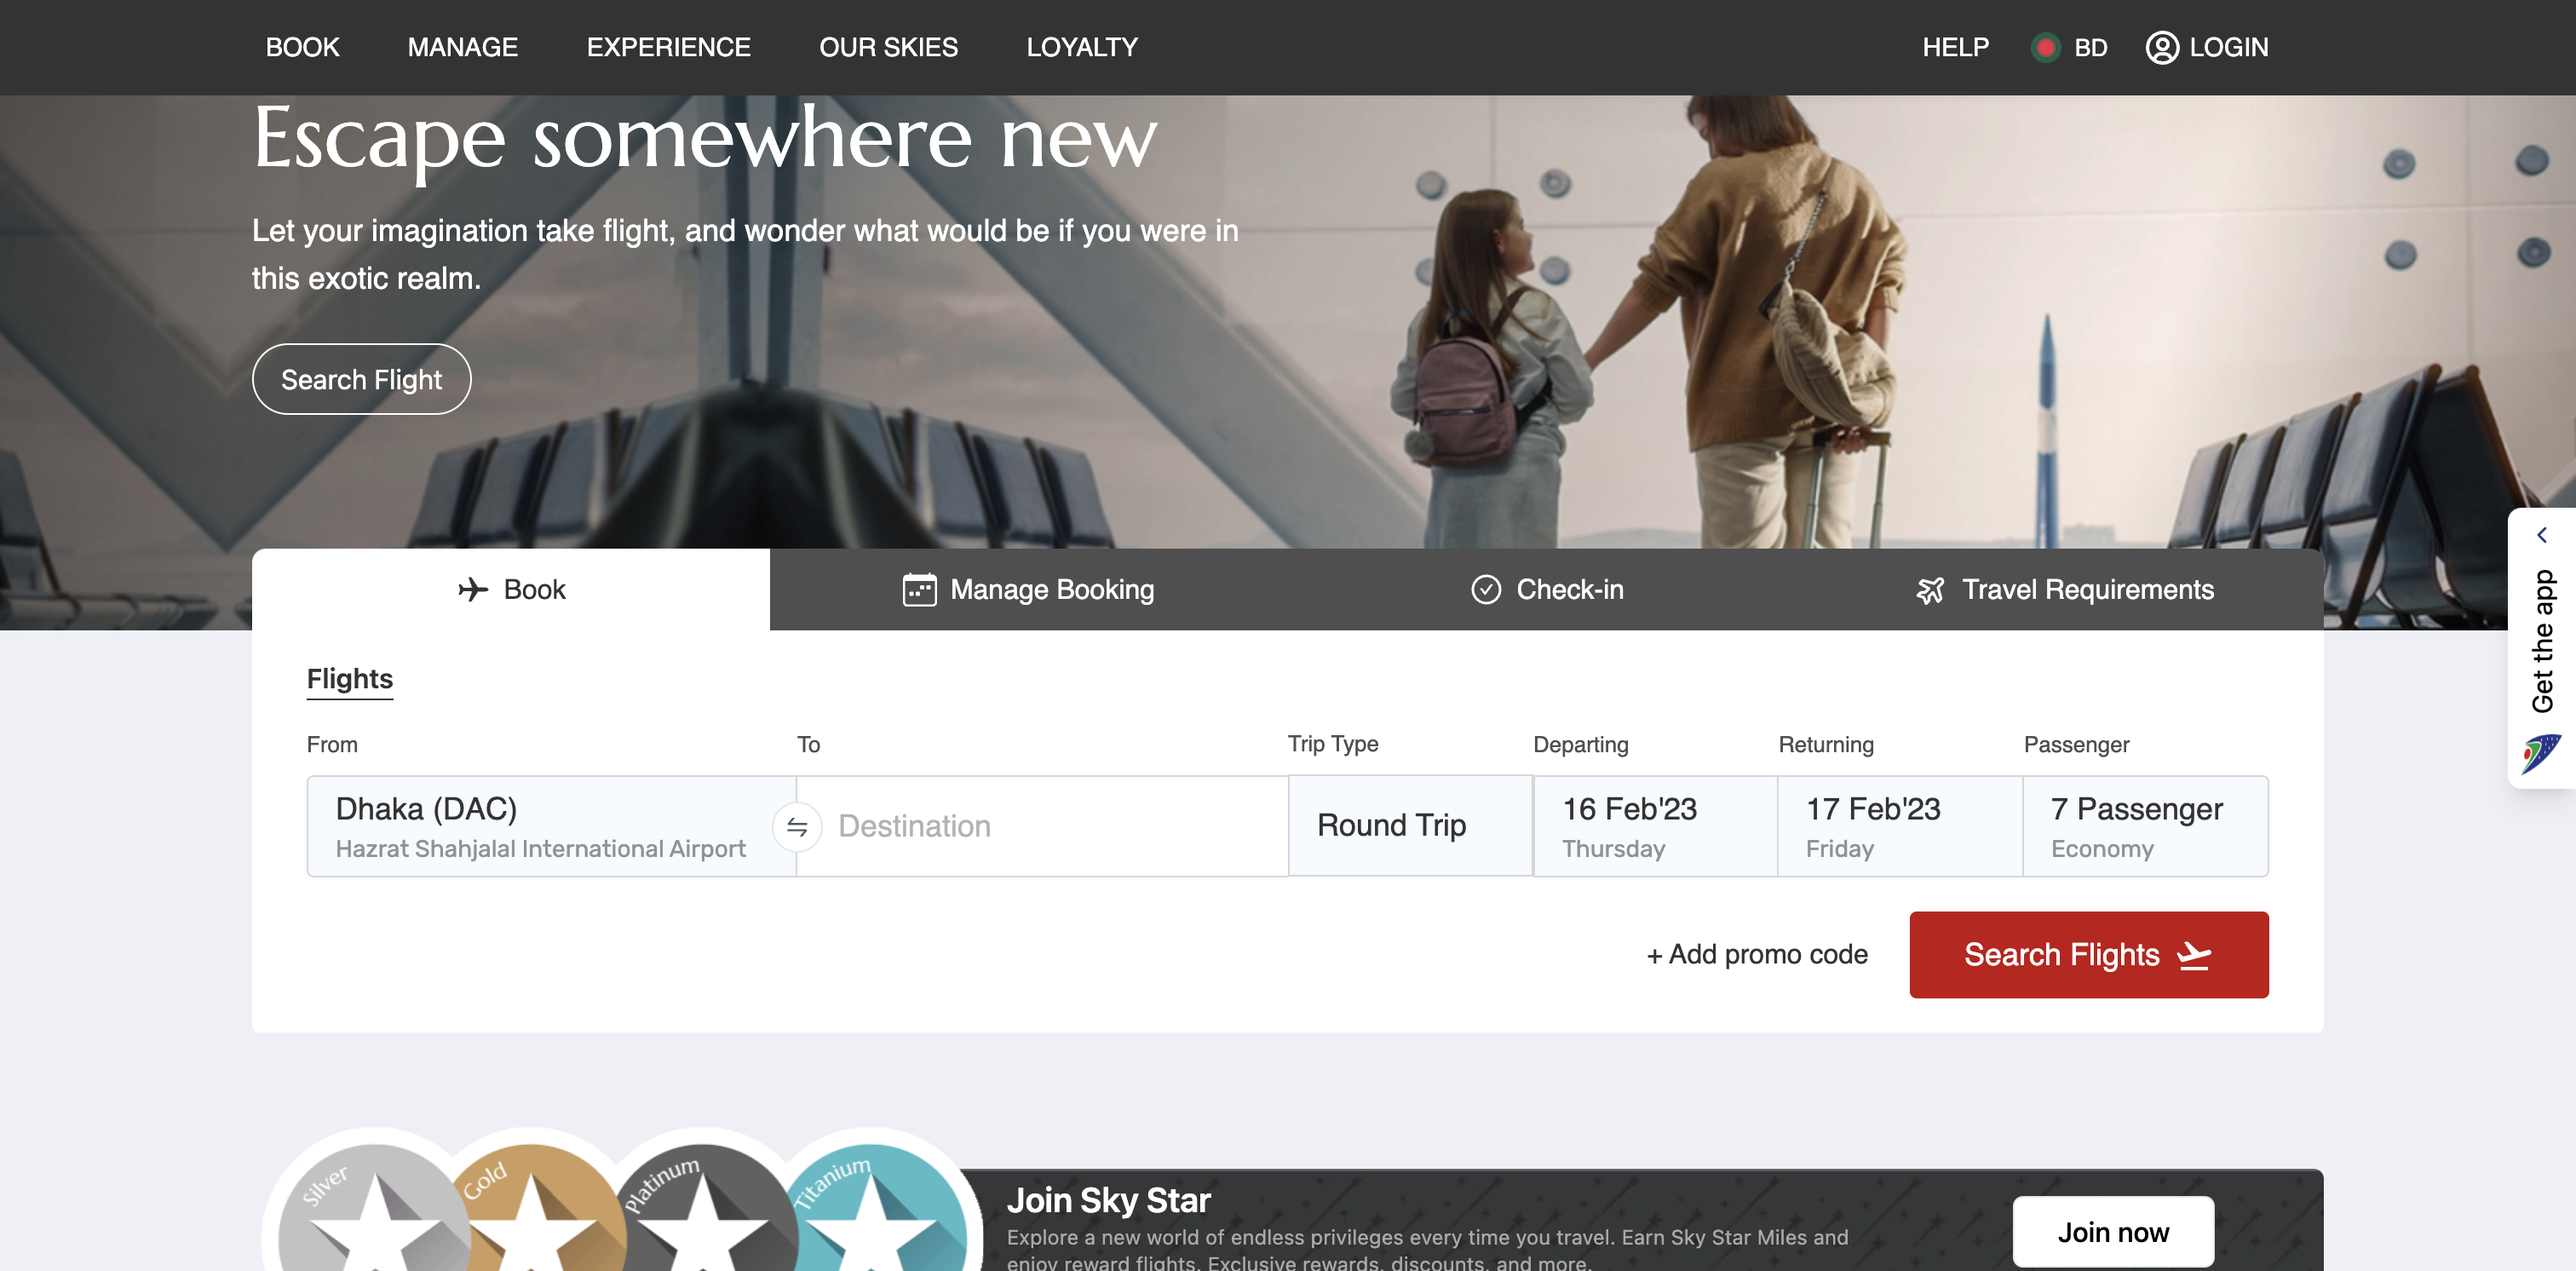 BOOK MANAGE EXPERIENCE OUR SKIES LOYALTY HELP BD LOGIN
Escape somewhere new
Let your imagination take flight, and wonder what would be if you were in
this exotic realm.
Search Flight
Book Manage Booking Check-in Travel Requirements
Get the app
Flights
From To Trip Type Departing Returning Passenger
Dhaka (DAC) Destination Round Trip 16 Feb'23 17 Feb'23 7 Passenger
Hazrat Shahjalal International Airport Thursday Friday Economy
+ Add promo code Search Flights
Silver Gold Platinum Titanium
Join Sky Star
Explore a new world of endless privileges every time you travel. Earn Sky Star Miles and
enjoy reward flights. Exclusive rewards, discounts, and more.
Join now